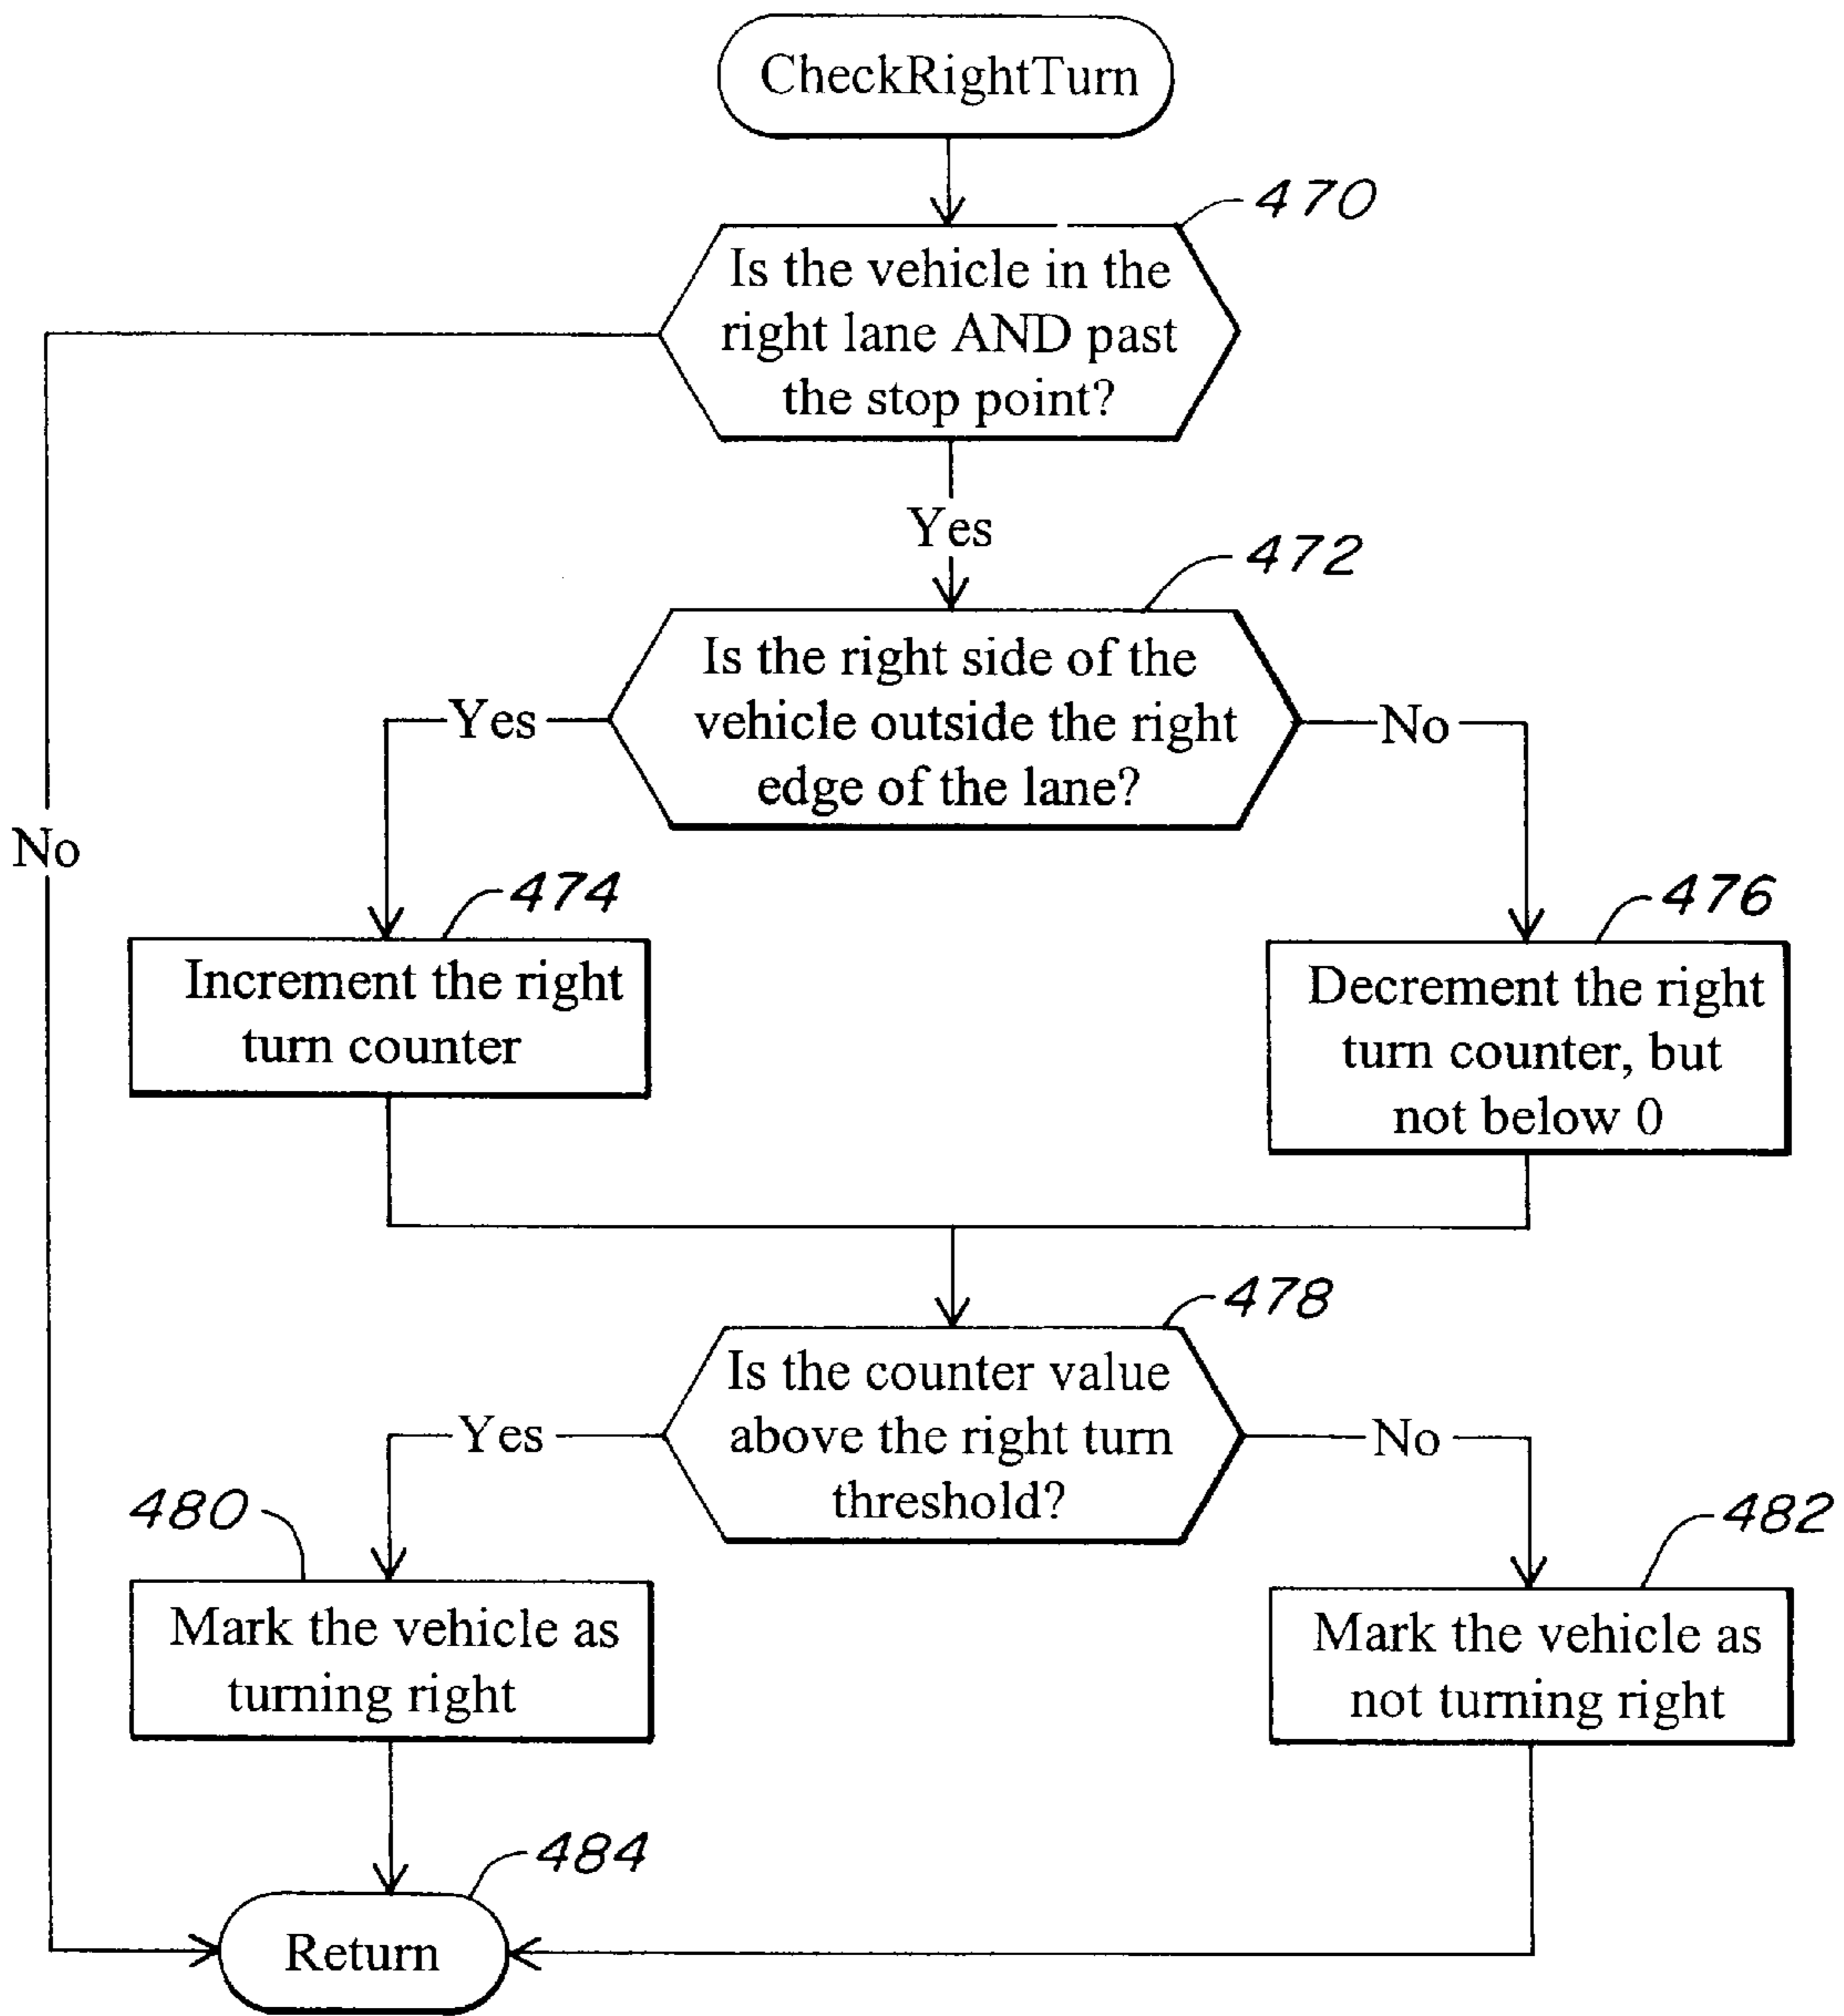 CheckRightTurn
470
Is the vehicle in the
right lane AND past
the stop point?
Yes
472
Is the right side of the
vehicle outside the right
edge of the lane?
Yes
No
No
474
Increment the right
turn counter
476
Decrement the right
turn counter, but
not below 0
478
Is the counter value
above the right turn
threshold?
Yes
No
480
Mark the vehicle as
turning right
482
Mark the vehicle as
not turning right
484
Return